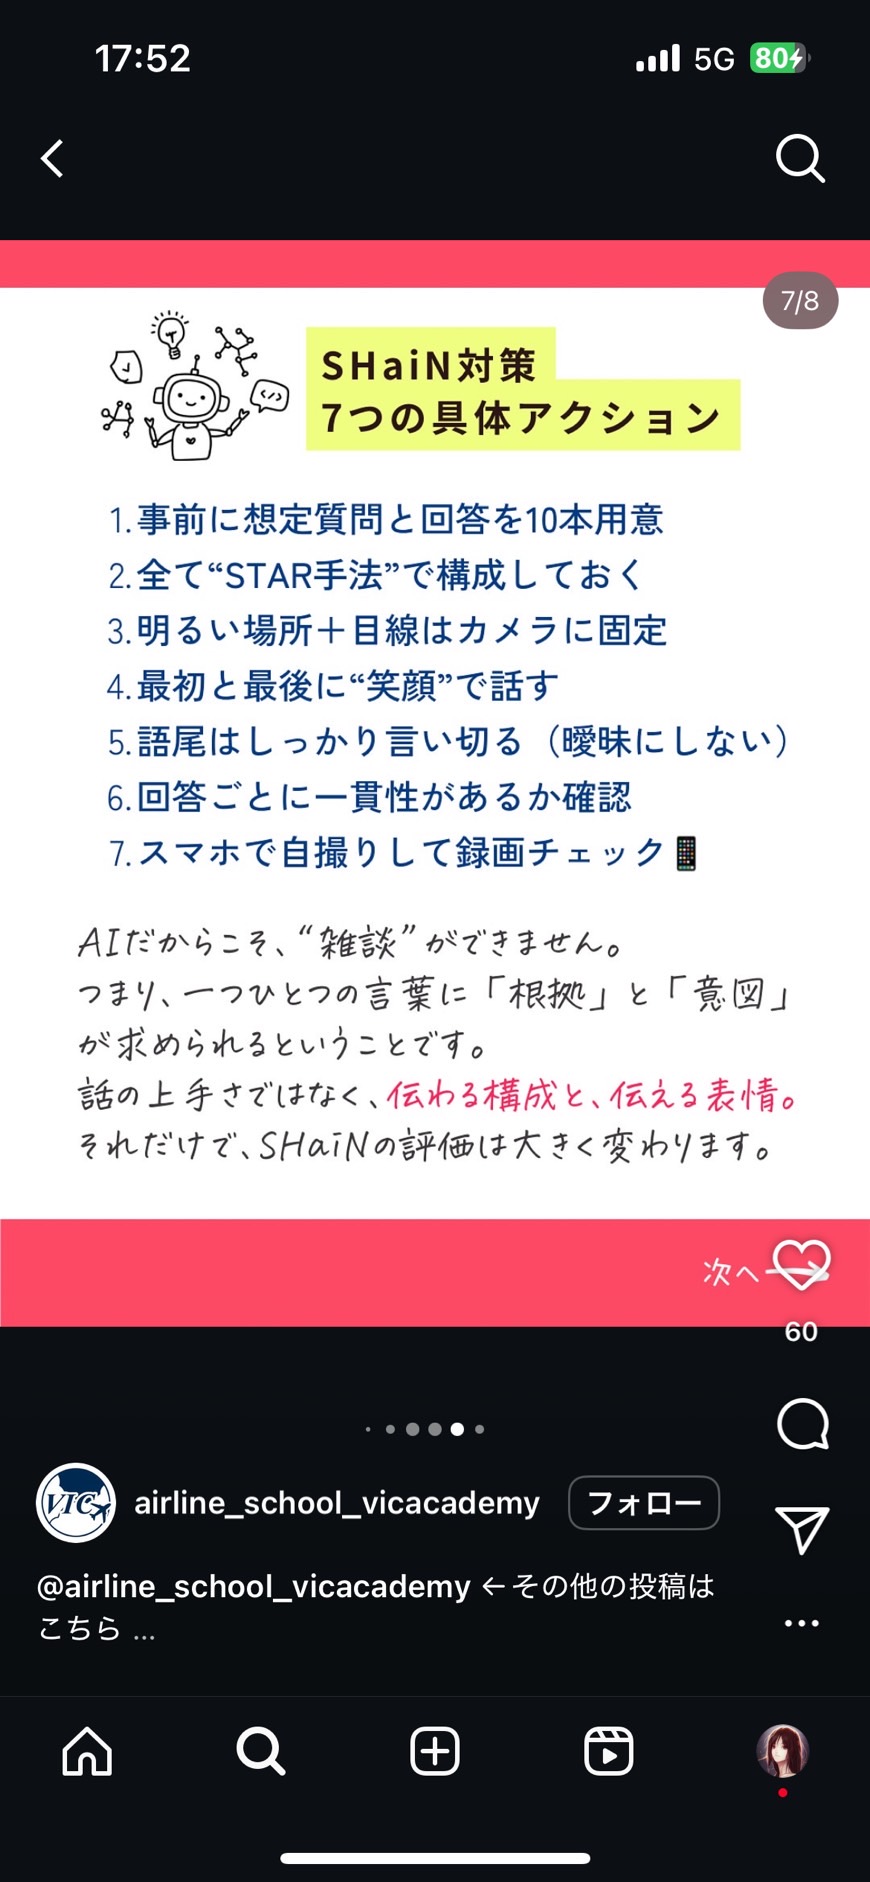 17:52
5G 80
7/8
SHaiN対策
7つの具体アクション
1.事前に想定質問と回答を10本用意
2.全て“STAR手法”で構成しておく
3.明るい場所＋目線はカメラに固定
4.最初と最後に“笑顔”で話す
5.語尾はしっかり言い切る（曖昧にしない）
6.回答ごとに一貫性があるか確認
7.スマホで自撮りして録画チェック📱
AIだからこそ、“雑談”ができません。
つまり、一つひとつの言葉に「根拠」と「意図」
が求められるということです。
話の上手さではなく、伝わる構成と、伝える表情。
それだけで、SHaiNの評価は大きく変わります。
次へ
60
VIC
airline_school_vicacademy
フォロー
@airline_school_vicacademy ←その他の投稿は
こちら ...